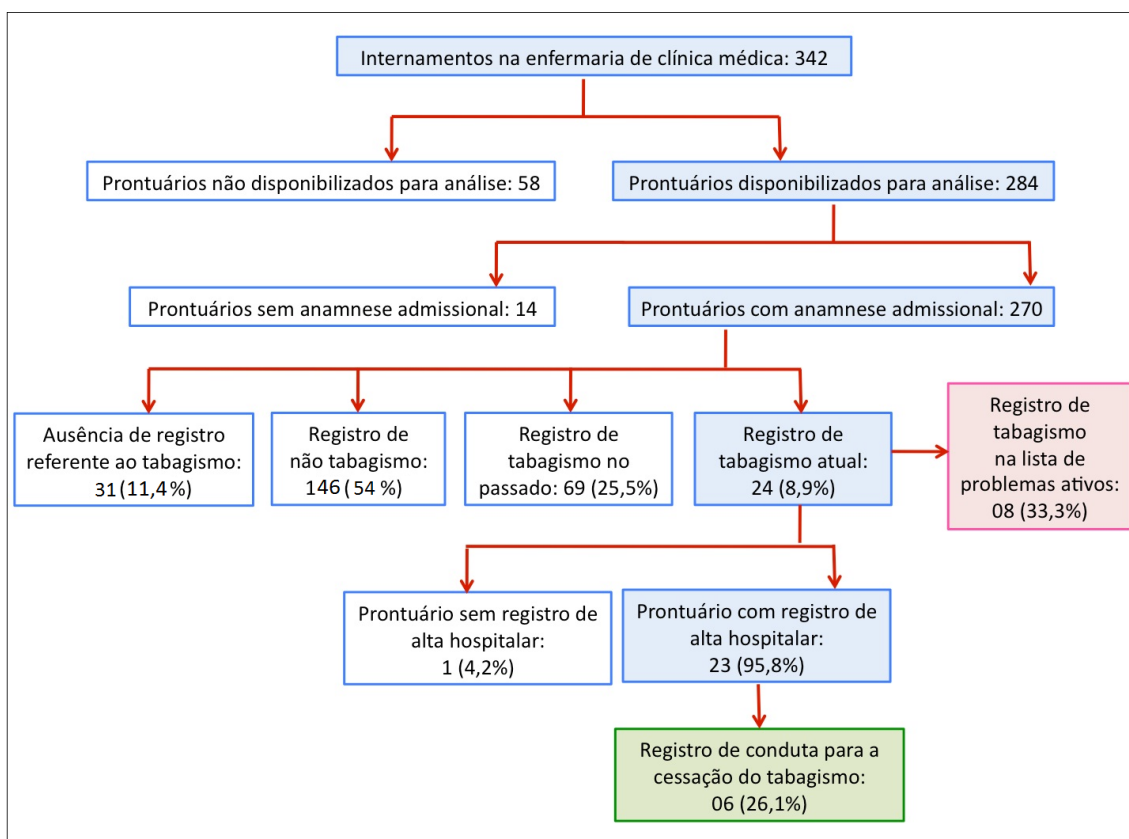 Internamentos na enfermaria de clínica médica: 342
Prontuários não disponibilizados para análise: 58
Prontuários disponibilizados para análise: 284
Prontuários sem anamnese admissional: 14
Prontuários com anamnese admissional: 270
Ausência de registro
referente ao tabagismo:
31 (11,4%)
Registro de
não tabagismo:
146 (54 %)
Registro de
tabagismo no
passado: 69 (25,5%)
Registro de
tabagismo atual:
24 (8,9%)
Registro de
tabagismo
na lista de
problemas ativos:
08 (33,3%)
Prontuário sem registro de
alta hospitalar:
1 (4,2%)
Prontuário com registro de
alta hospitalar:
23 (95,8%)
Registro de conduta para a
cessação do tabagismo:
06 (26,1%)